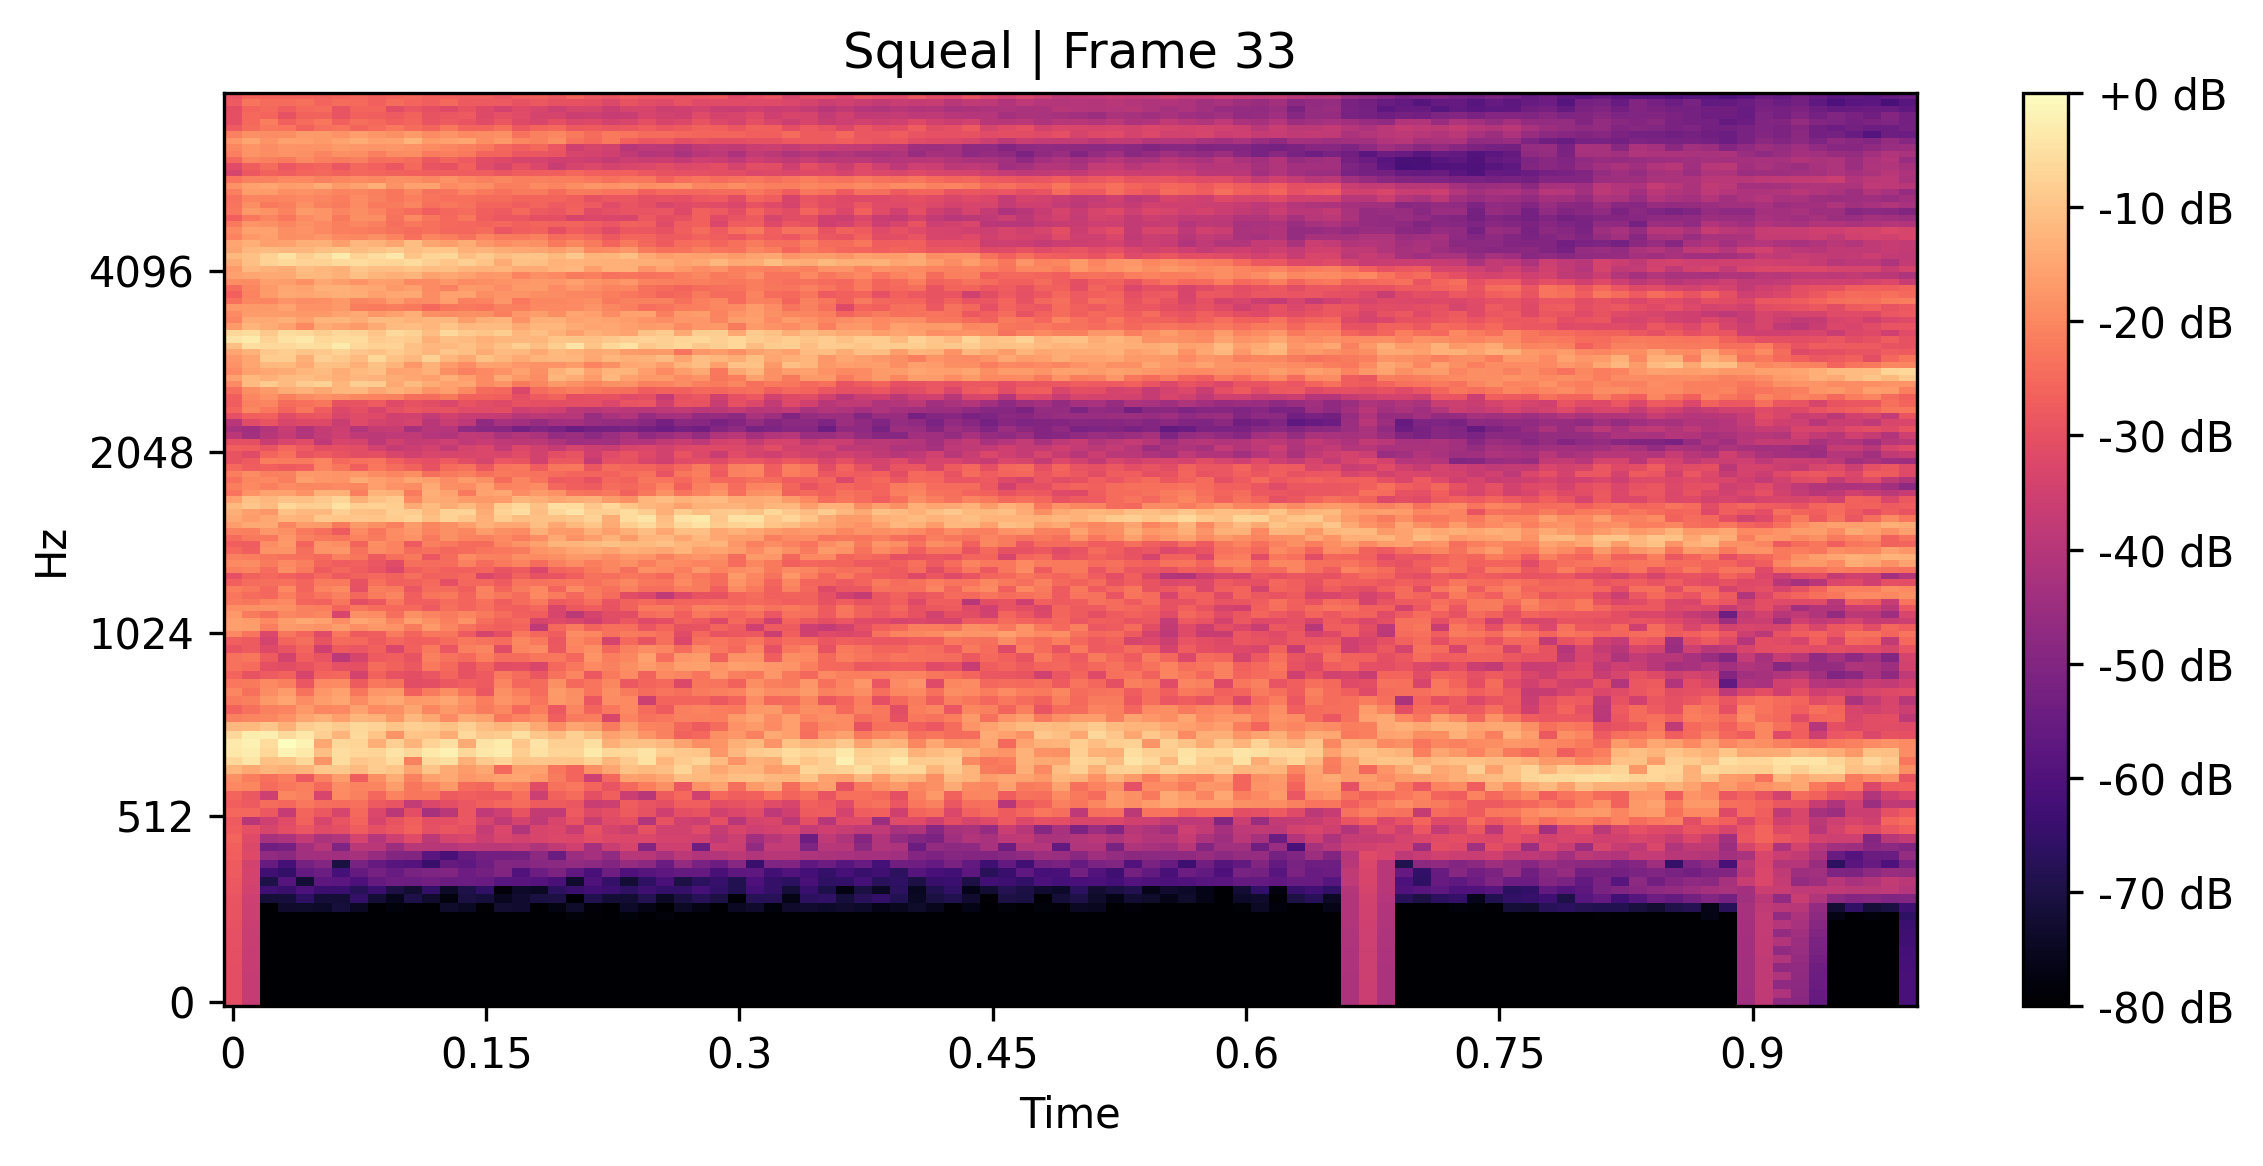 Squeal | Frame 33
+0 dB
-10 dB
-20 dB
-30 dB
-40 dB
-50 dB
-60 dB
-70 dB
-80 dB
Hz
4096
2048
1024
512
0
0 0.15 0.3 0.45 0.6 0.75 0.9
Time